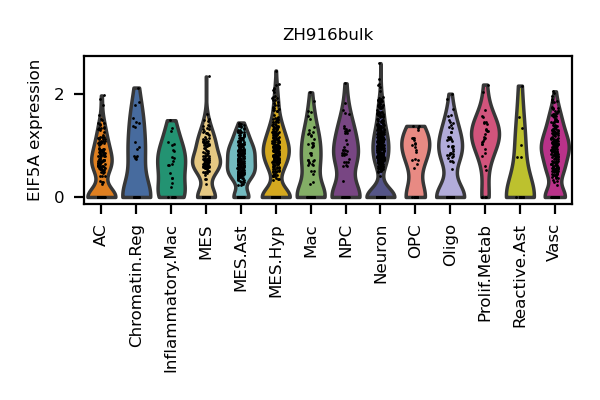 ZH916bulk
EIF5A expression
2
0
AC
Chromatin.Reg
Inflammatory.Mac
MES
MES.Ast
MES.Hyp
Mac
NPC
Neuron
OPC
Oligo
Prolif.Metab
Reactive.Ast
Vasc